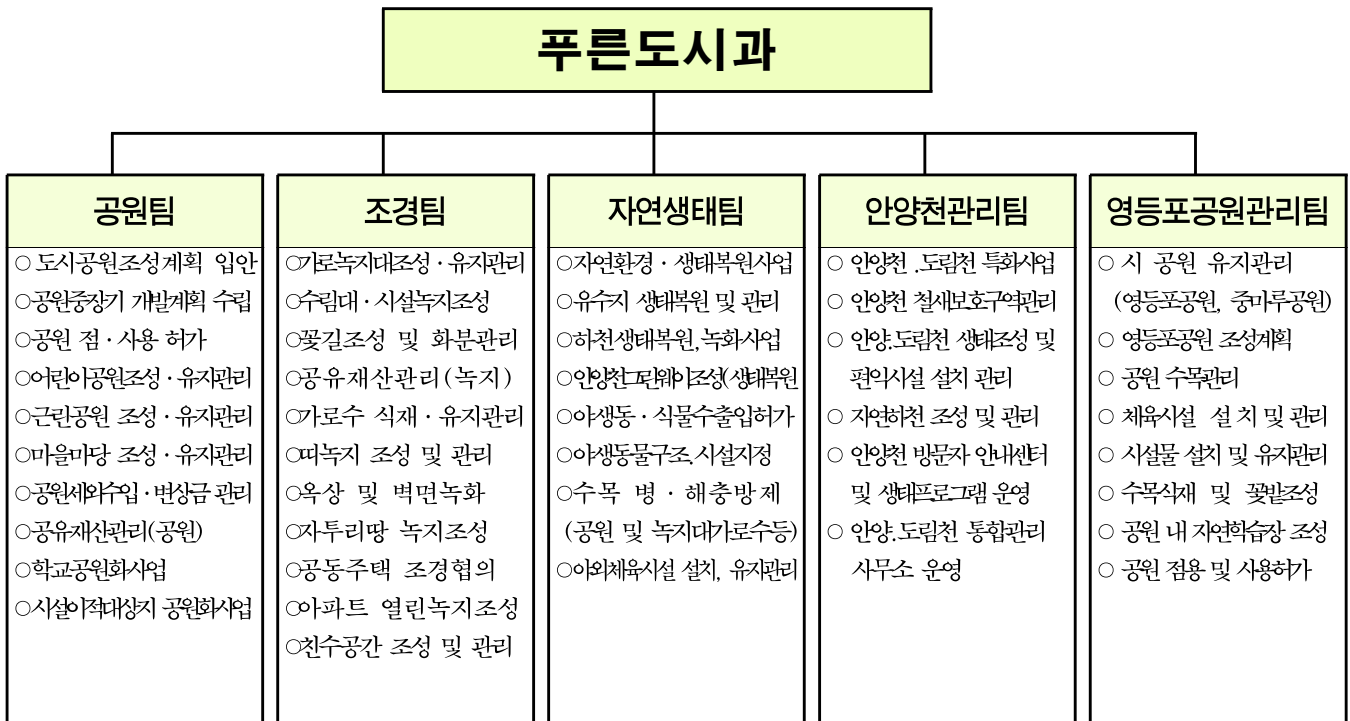 푸른도시과
공원팀
○ 도시공원조성계획 입안
○공원중장기 개발계획 수립
○공원 점 · 사용 허가
○어린이공원조성 · 유지관리
○근린공원 조성 · 유지관리
○마을마당 조성 · 유지관리
○공원세외수입 · 변상금 관리
○공유재산관리(공원)
○학교공원화사업
○시설이적대상지 공원화사업
조경팀
○가로녹지대조성 · 유지관리
○수림대 · 시설녹지조성
○꽃길조성 및 화분관리
○공유재산관리(녹지)
○가로수 식재 · 유지관리
○띠녹지 조성 및 관리
○옥상 및 벽면녹화
○자투리땅 녹지조성
○공동주택 조경협의
○아파트 열린녹지조성
○친수공간 조성 및 관리
자연생태팀
○자연환경 · 생태복원사업
○유수지 생태복원 및 관리
○하천생태복원, 녹화사업
○안양천그린웨이조성(생태복원
○야생동 · 식물수출입허가
○야생동물구조.시설지정
○수목 병 · 해충방제
(공원 및 녹지대가로수등)
○야외체육시설 설치, 유지관리
안양천관리팀
○ 안양천 .도림천 특화사업
○ 안양천 철새보호구역관리
○ 안양.도림천 생태조성 및
편익시설 설치 관리
○ 자연하천 조성 및 관리
○ 안양천 방문자 안내센터
및 생태프로그램 운영
○ 안양.도림천 통합관리
사무소 운영
영등포공원관리팀
○ 시 공원 유지관리
(영등포공원, 중마루공원)
○ 영등포공원 조성계획
○ 공원 수목관리
○ 체육시설 설치 및 관리
○ 시설물 설치 및 유지관리
○ 수목식재 및 꽃밭조성
○ 공원 내 자연학습장 조성
○ 공원 점용 및 사용허가